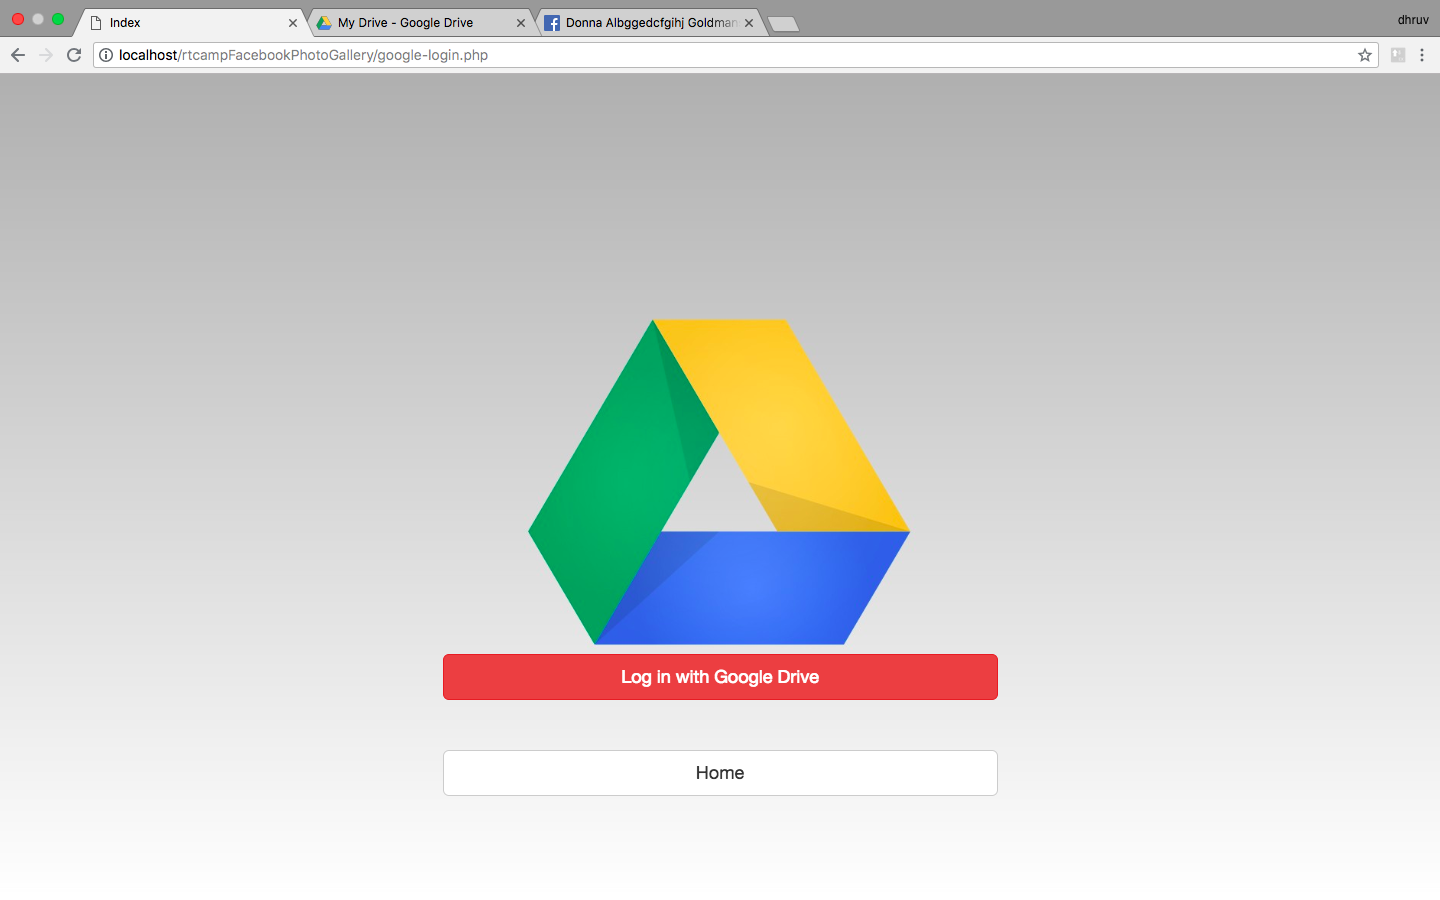 Index
My Drive - Google Drive
Donna Albggedcfgihj Goldman
dhruv
localhost/rtcampFacebookPhotoGallery/google-login.php
Log in with Google Drive
Home